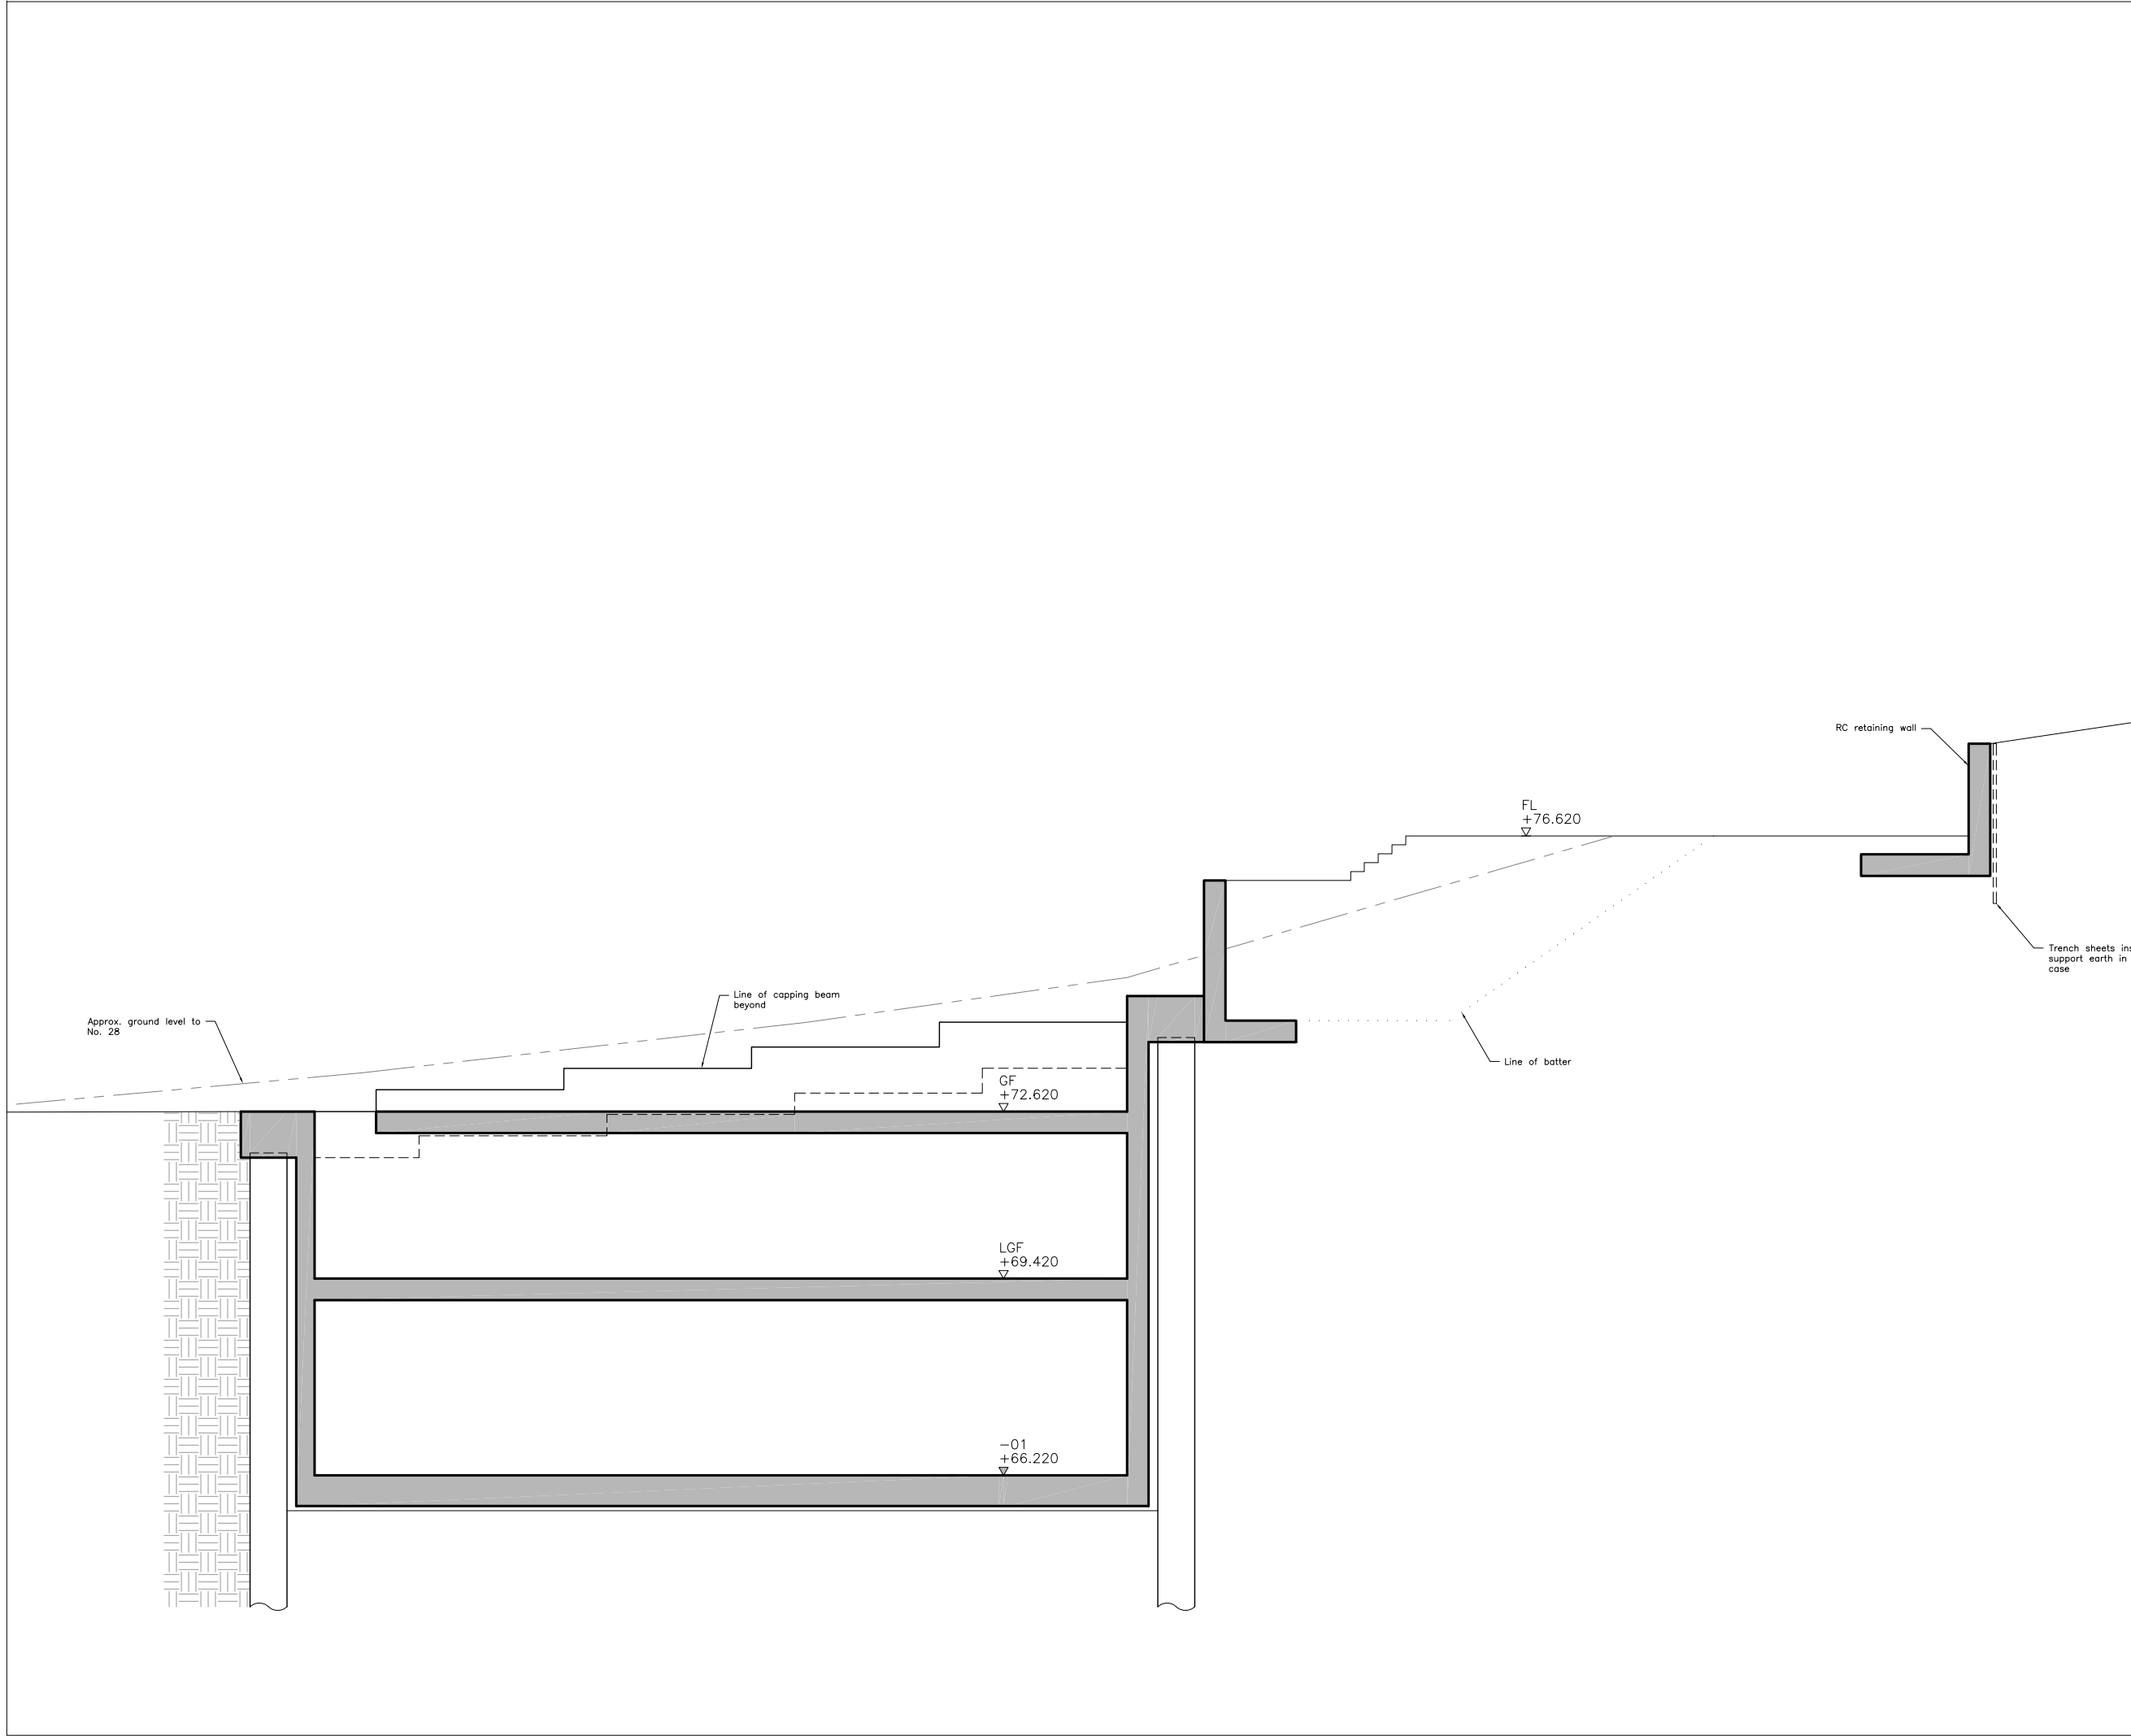 RC retaining wall
FL
+76.620
Trench sheets
support earth in
case
Line of capping beam
beyond
Approx. ground level to
No. 28
Line of batter
GF
+72.620
LGF
+69.420
-01
+66.220